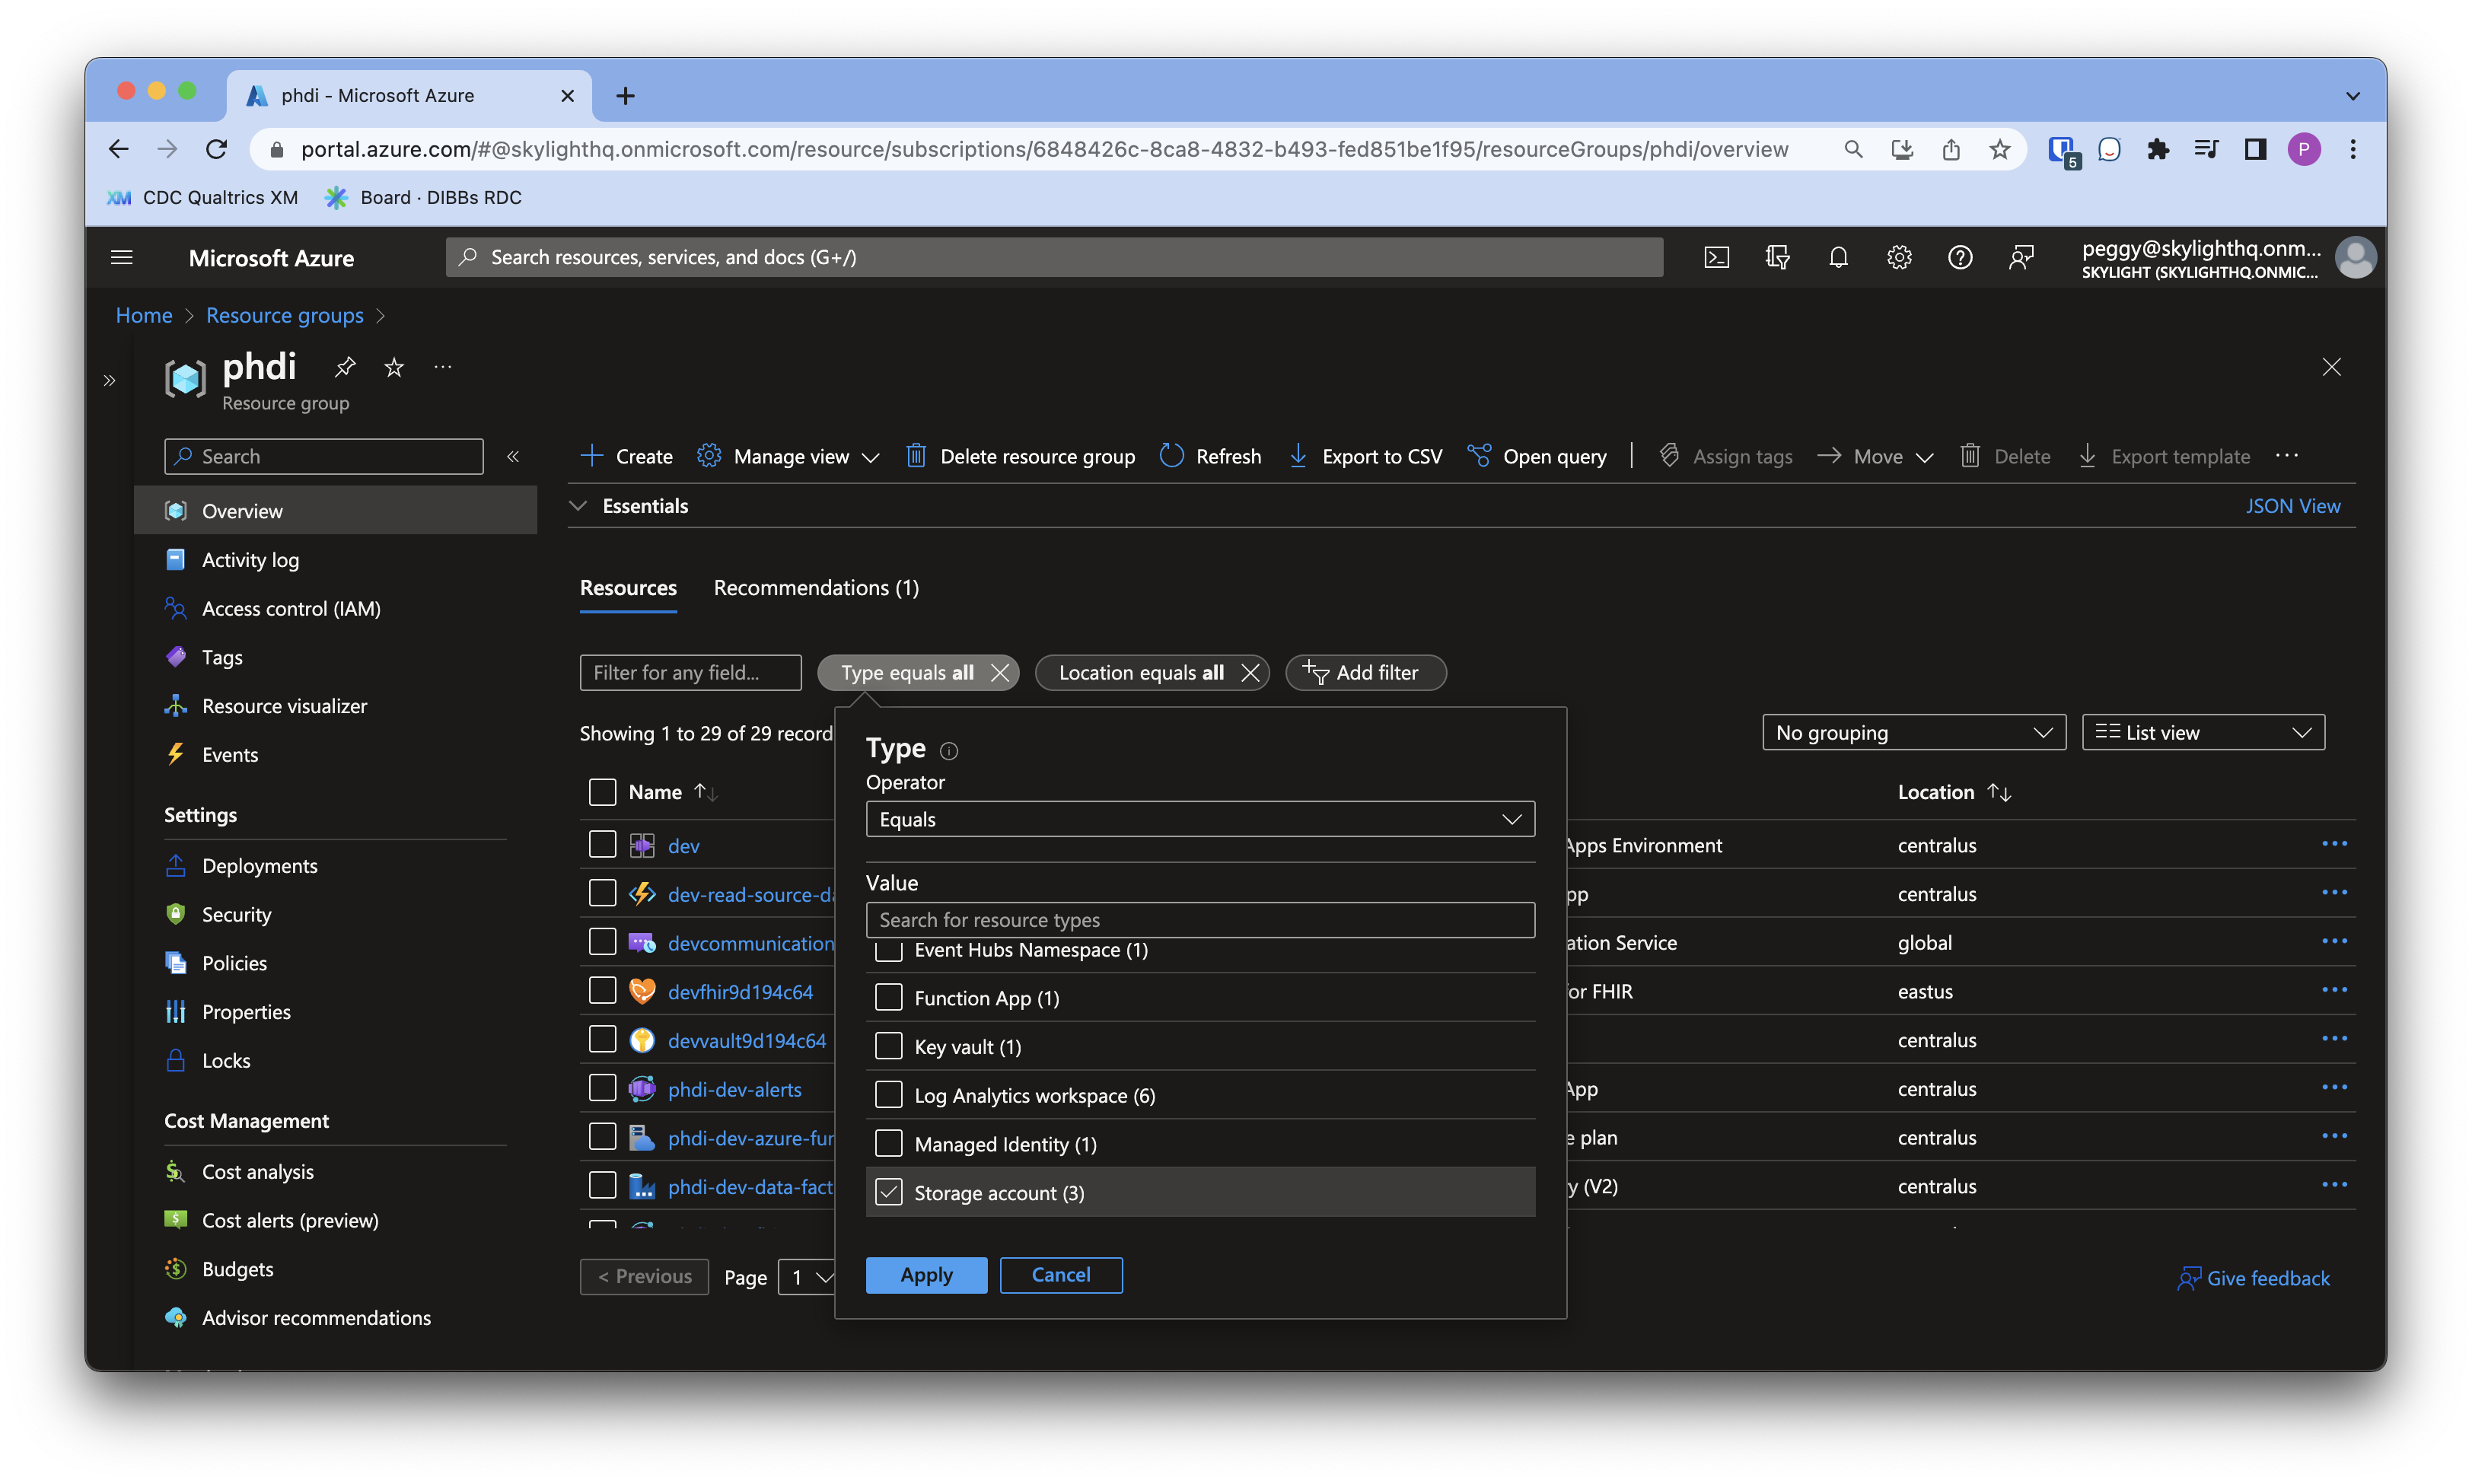 phdi - Microsoft Azure
portal.azure.com/#@skylighthq.onmicrosoft.com/resource/subscriptions/6848426c-8ca8-4832-b493-fed851be1f95/resourceGroups/phdi/overview
5
P
XM CDC Qualtrics XM
Board · DIBBs RDC
Microsoft Azure
Search resources, services, and docs (G+/)
peggy@skylighthq.onm...
SKYLIGHT (SKYLIGHTHQ.ONMIC...
Home > Resource groups >
phdi
Resource group
Search
Create
Manage view
Delete resource group
Refresh
Export to CSV
Open query
Assign tags
Move
Delete
Export template
Overview
Activity log
Access control (IAM)
Tags
Resource visualizer
Events
Settings
Deployments
Security
Policies
Properties
Locks
Cost Management
Cost analysis
Cost alerts (preview)
Budgets
Advisor recommendations
Essentials
JSON View
Resources
Recommendations (1)
Filter for any field...
Type equals all
Location equals all
Add filter
Showing 1 to 29 of 29 record
No grouping
List view
Name
Location
dev
Apps Environment
centralus
dev-read-source-da
pp
centralus
devcommunication
ation Service
global
devfhir9d194c64
or FHIR
eastus
devvault9d194c64
centralus
phdi-dev-alerts
App
centralus
phdi-dev-azure-fun
e plan
centralus
phdi-dev-data-fact
y (V2)
centralus
Type
Operator
Equals
Value
Search for resource types
Event Hubs Namespace (1)
Function App (1)
Key vault (1)
Log Analytics workspace (6)
Managed Identity (1)
Storage account (3)
Apply
Cancel
< Previous
Page
1
Give feedback